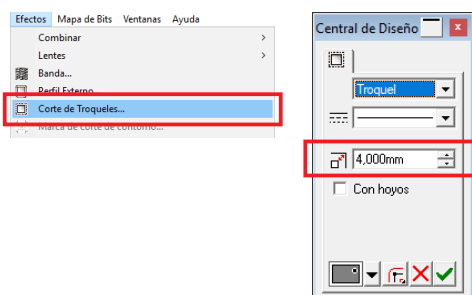 Efectos Mapa de Bits Ventanas Ayuda
Combinar
Lentes
Banda...
Perfil Externo
Corte de Troqueles...
Marca de corte de contorno...
Central de Diseño
Troquel
4,000mm
Con hoyos